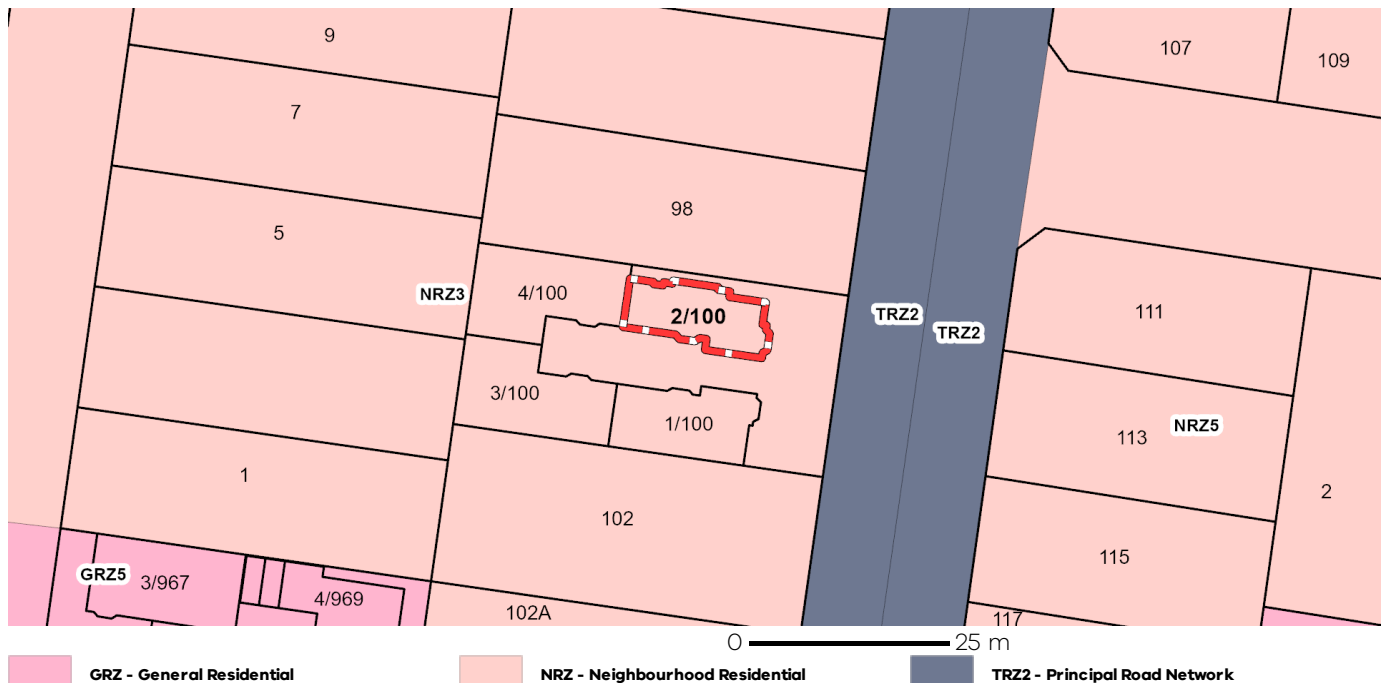 9
107
109
7
98
5
4/100
NRZ3
2/100
TRZ2
TRZ2
111
3/100
1/100
113
NRZ5
1
102
2
115
GRZ5
3/967
4/969
102A
117
0 25 m
GRZ - General Residential
NRZ - Neighbourhood Residential
TRZ2 - Principal Road Network